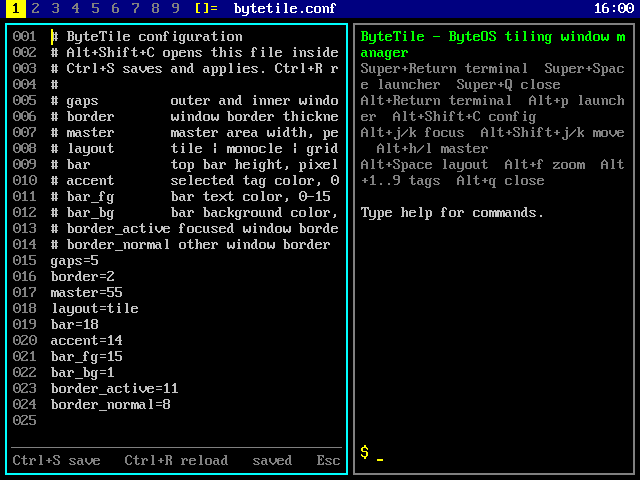 1 2 3 4 5 6 7 8 9 []= bytetile.conf 16:00
001 # ByteTile configuration
002 # Alt+Shift+C opens this file inside
003 # Ctrl+S saves and applies. Ctrl+R r
004 #
005 # gaps outer and inner windo
006 # border window border thickne
007 # master master area width, pe
008 # layout tile | monocle | grid
009 # bar top bar height, pixel
010 # accent selected tag color, 0
011 # bar_fg bar text color, 0-15
012 # bar_bg bar background color,
013 # border_active focused window borde
014 # border_normal other window border
015 gaps=5
016 border=2
017 master=55
018 layout=tile
019 bar=18
020 accent=14
021 bar_fg=15
022 bar_bg=1
023 border_active=11
024 border_normal=8
025
Ctrl+S save Ctrl+R reload saved Esc
ByteTile - ByteOS tiling window m
anager
Super+Return terminal Super+Spac
e launcher Super+Q close
Alt+Return terminal Alt+p launch
er Alt+Shift+C config
Alt+j/k focus Alt+Shift+j/k move
Alt+h/l master
Alt+Space layout Alt+f zoom Alt
+1..9 tags Alt+q close
Type help for commands.
$ _